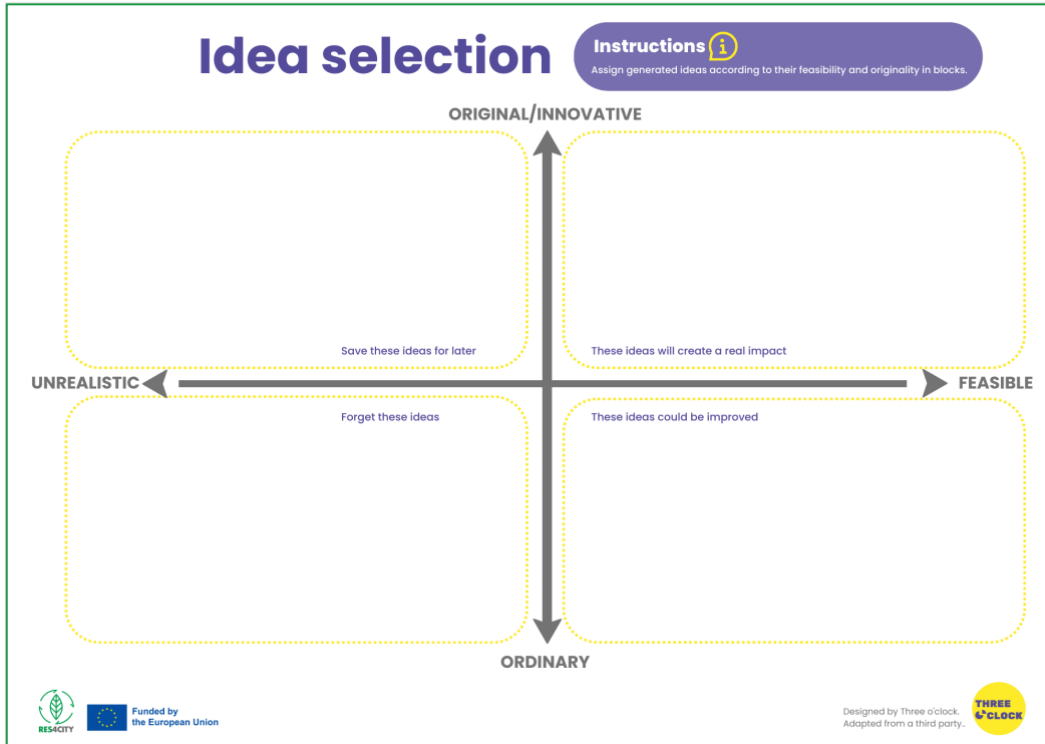 Idea selection
Instructions
Assign generated ideas according to their feasibility and originality in blocks.
ORIGINAL/INNOVATIVE
Save these ideas for later
These ideas will create a real impact
UNREALISTIC
FEASIBLE
Forget these ideas
These ideas could be improved
ORDINARY
RES4CITY
Funded by
the European Union
Designed by Three o'clock.
Adapted from a third party..
THREE
O'CLOCK